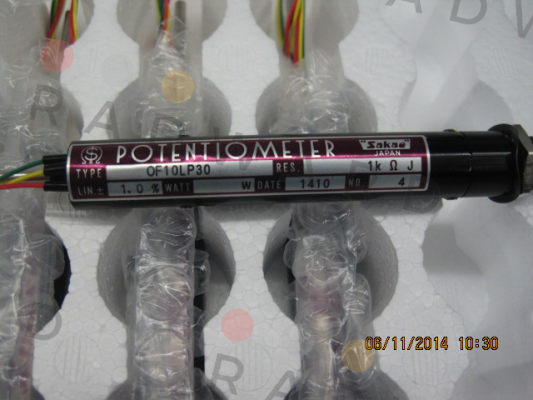 POTENTIOMETER Sakae
JAPAN
TYPE OF10LP30 RES. 1k Ω J
LIN.± 1.0 % WATT W DATE 1410 NO. 4
06/11/2014 10:30